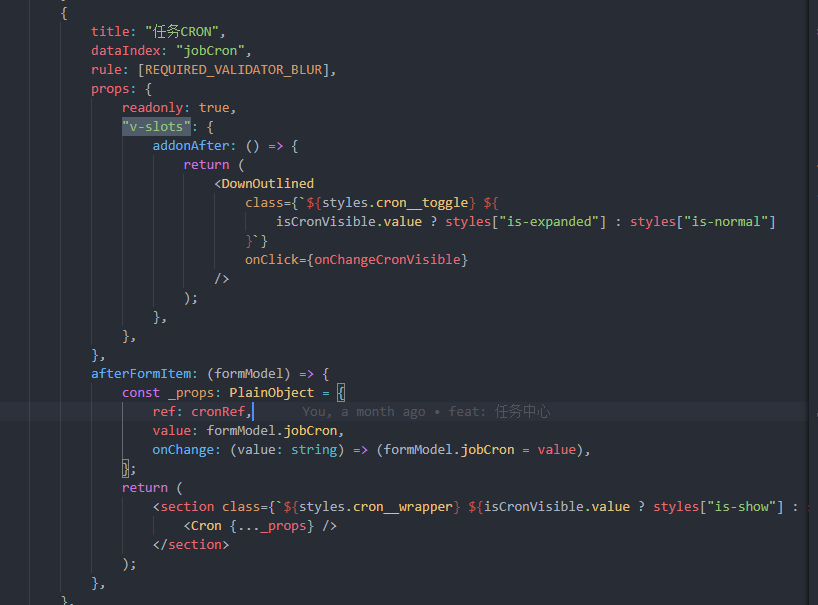 {
title: "任务CRON",
dataIndex: "jobCron",
rule: [REQUIRED_VALIDATOR_BLUR],
props: {
readonly: true,
"v-slots": {
addonAfter: () => {
return (
<DownOutlined
class={`${styles.cron__toggle} ${
isCronVisible.value ? styles["is-expanded"] : styles["is-normal"]
}`}
onClick={onChangeCronVisible}
/>
);
},
},
},
afterFormItem: (formModel) => {
const _props: PlainObject = {
ref: cronRef, You, a month ago • feat: 任务中心
value: formModel.jobCron,
onChange: (value: string) => (formModel.jobCron = value),
};
return (
<section class={`${styles.cron__wrapper} ${isCronVisible.value ? styles["is-show"] :
<Cron {..._props} />
</section>
);
},
},